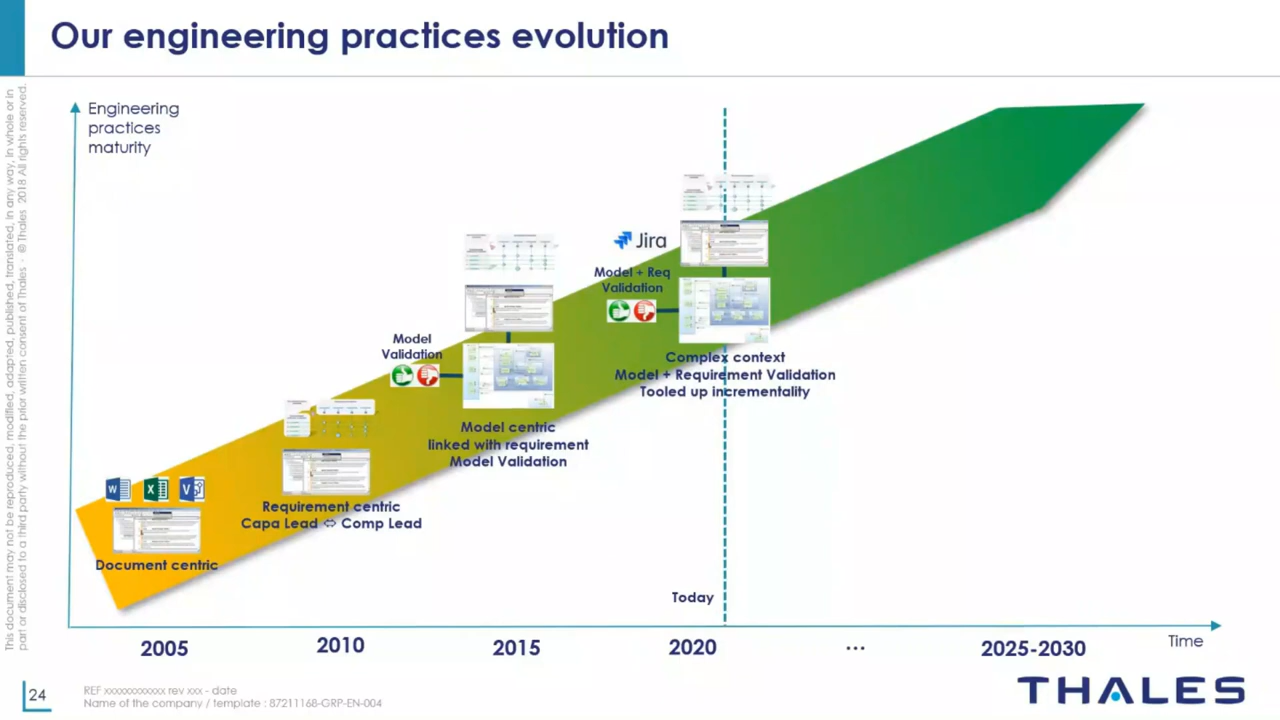 Our engineering practices evolution
Engineering
practices
maturity
This document may not be reproduced, modified, adapted, published, translated, in any way, in whole or in
part or disclosed to a third party without the prior written consent of Thales - © Thales 2018 All rights reserved.
Jira
Model + Req
Validation
Model
Validation
Complex context
Model + Requirement Validation
Tooled up incrementality
Model centric
linked with requirement
Model Validation
Requirement centric
Capa Lead ⇔ Comp Lead
W
X
V
Document centric
Today
2005
2010
2015
2020
...
2025-2030
Time
24
REF xxxxxxxxxxxx rev xxx - date
Name of the company / template : 87211168-GRP-EN-004
THALES